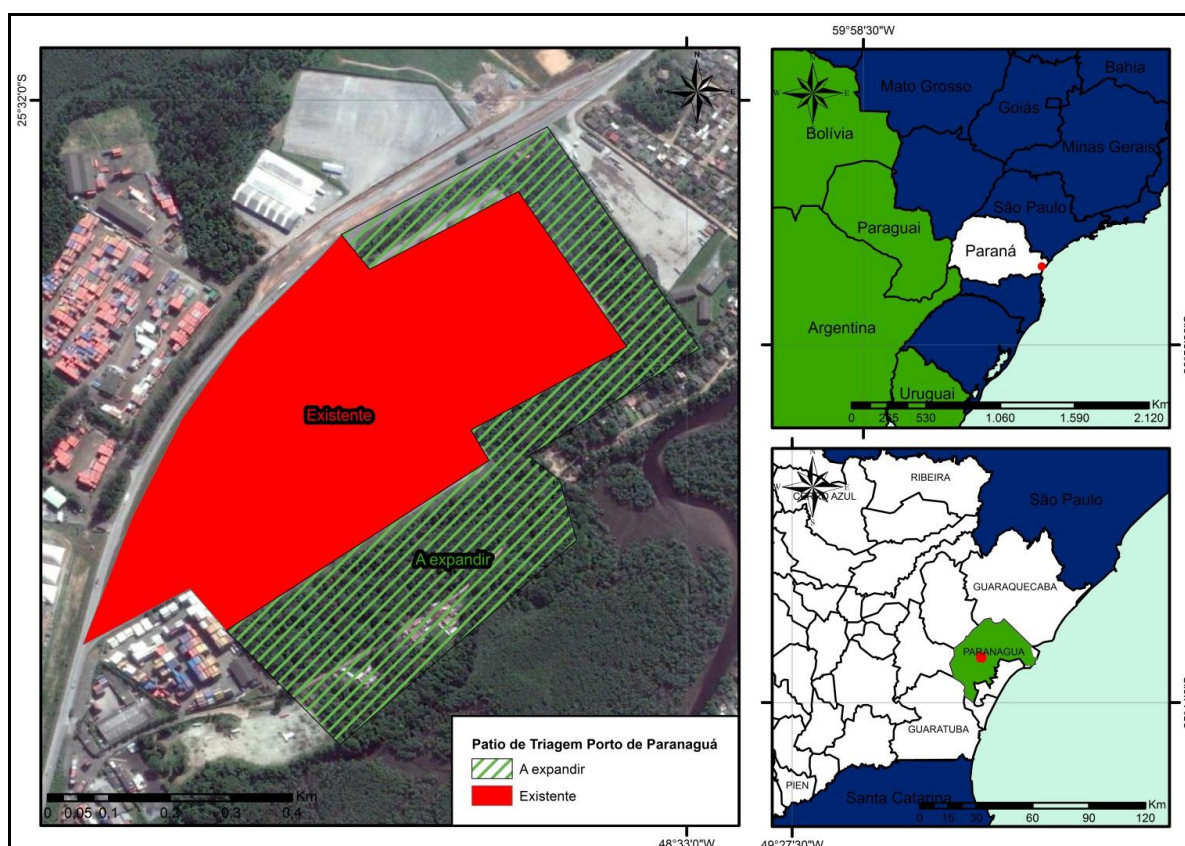 25°32'0"S
N
W
E
S
Existente
A expandir
Patio de Triagem Porto de Paranaguá
A expandir
Existente
Km
0 0,05 0,1 0,2 0,3 0,4
48°33'0"W
59°58'30"W
N
W
E
S
Mato Grosso
Bahia
Goiás
Bolívia
Minas Gerais
São Paulo
Paraguai
Paraná
Argentina
Uruguai
Km
0 265 530 1.060 1.590 2.120
N
W
E
S
RIBEIRA
CERRO AZUL
São Paulo
GUARAQUECABA
PARANAGUA
GUARATUBA
PIEN
Santa Catarina
Km
0 15 30 60 90 120
49°27'30"W